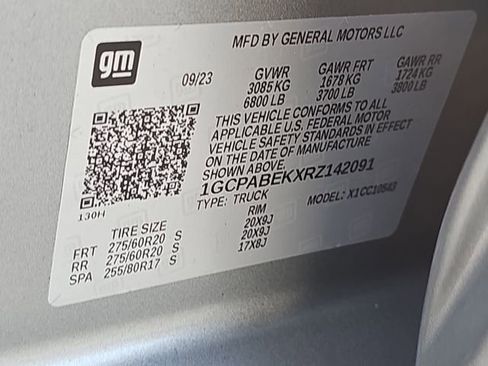 gm
MFD BY GENERAL MOTORS LLC
09/23 GVWR GAWR FRT GAWR RR
3085 KG 1678 KG 1724 KG
6800 LB 3700 LB 3800 LB
THIS VEHICLE CONFORMS TO ALL
APPLICABLE U.S. FEDERAL MOTOR
VEHICLE SAFETY STANDARDS IN EFFECT
ON THE DATE OF MANUFACTURE
SHOWN ABOVE.
1GCPABEKXRZ142091
130H
TYPE: TRUCK MODEL: X1CC10543
TIRE SIZE RIM
FRT 275/60R20 S 20X9J
RR 275/60R20 S 20X9J
SPA 255/80R17 S 17X8J